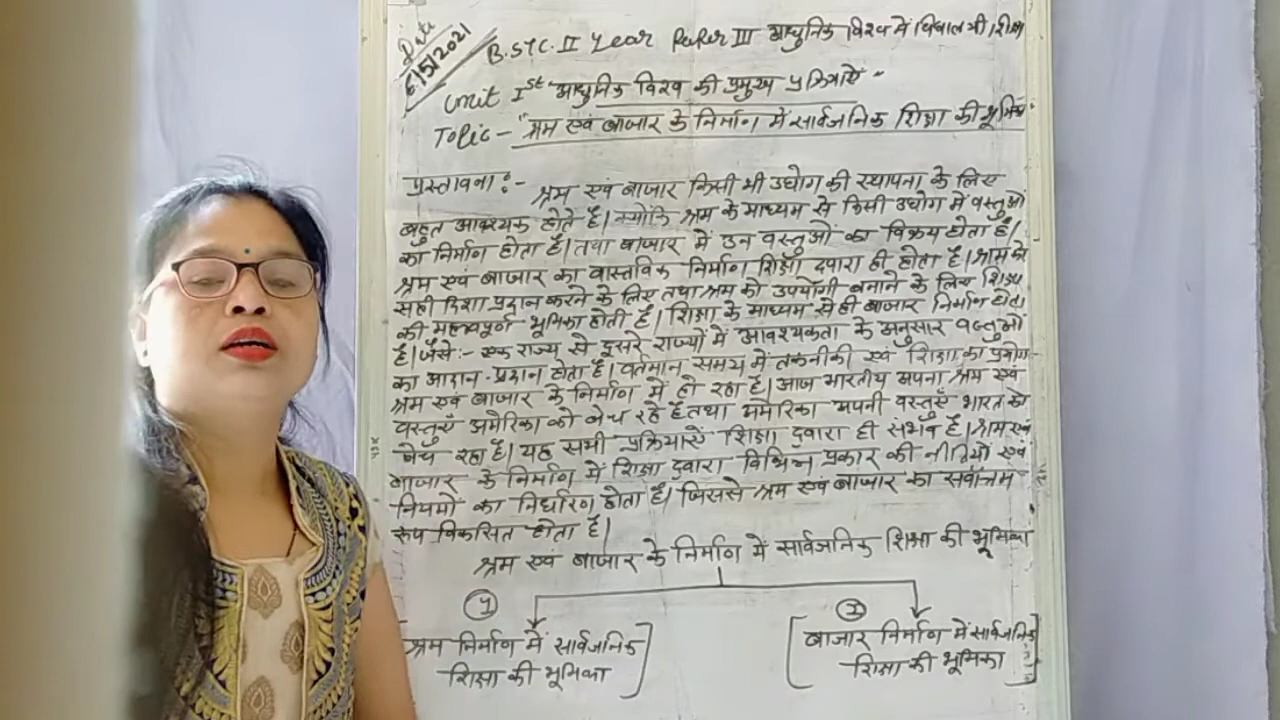 Date
6/5/2021
B.STC. II Year Paper III आधुनिक विश्व में विद्यालयी शिक्षा
Unit Ist "आधुनिक विश्व की प्रमुख प्रक्रियायें"
Topic- "श्रम एवं बाजार के निर्माण में सार्वजनिक शिक्षा की भूमिका
प्रस्तावना:- श्रम एवं बाजार किसी भी उद्योग की स्थापना के लिए
बहुत आवश्यक होते हैं। क्योंकि श्रम के माध्यम से किसी उद्योग में वस्तुओं
का निर्माण होता है। तथा बाजार में उन वस्तुओं का विक्रय होता है।
श्रम एवं बाजार का वास्तविक निर्माण शिक्षा द्वारा ही होता है। श्रम को
सही दिशा प्रदान करने के लिए तथा श्रम को उपयोगी बनाने के लिए शिक्षा
की महत्वपूर्ण भूमिका होती है। शिक्षा के माध्यम से ही बाजार निर्माण होता
है। जैसे:- एक राज्य से दूसरे राज्यों में आवश्यकता के अनुसार वस्तुओं
का आदान-प्रदान होता है। वर्तमान समय में तकनीकी एवं शिक्षा का प्रयोग
श्रम एवं बाजार के निर्माण में हो रहा है। आज भारतीय अपना श्रम एवं
वस्तुएँ अमेरिका को बेच रहे हैं तथा अमेरिका अपनी वस्तुएँ भारत को
बेच रहा है। यह सभी प्रक्रियाएें शिक्षा द्वारा ही संभव है। श्रम एवं
बाजार के निर्माण में शिक्षा द्वारा विभिन्न प्रकार की नीतियों एवं
नियमों का निर्धारण होता है। जिससे श्रम एवं बाजार का सर्वोत्तम
रूप विकसित होता है।
श्रम एवं बाजार के निर्माण में सार्वजनिक शिक्षा की भूमिका
श्रम निर्माण में सार्वजनिक
शिक्षा की भूमिका
बाजार निर्माण में सार्वजनिक
शिक्षा की भूमिका